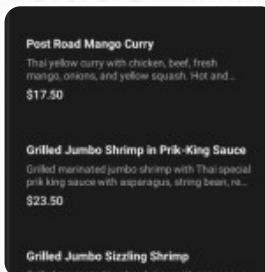 Post Road Mango Curry
Thai yellow curry with chicken, beef, fresh
mango, onions, and yellow squash. Hot and...
$17.50
Grilled Jumbo Shrimp in Prik-King Sauce
Grilled marinated jumbo shrimp with Thai special
prik king sauce with asparagus, string bean, re...
$23.50
Grilled Jumbo Sizzling Shrimp